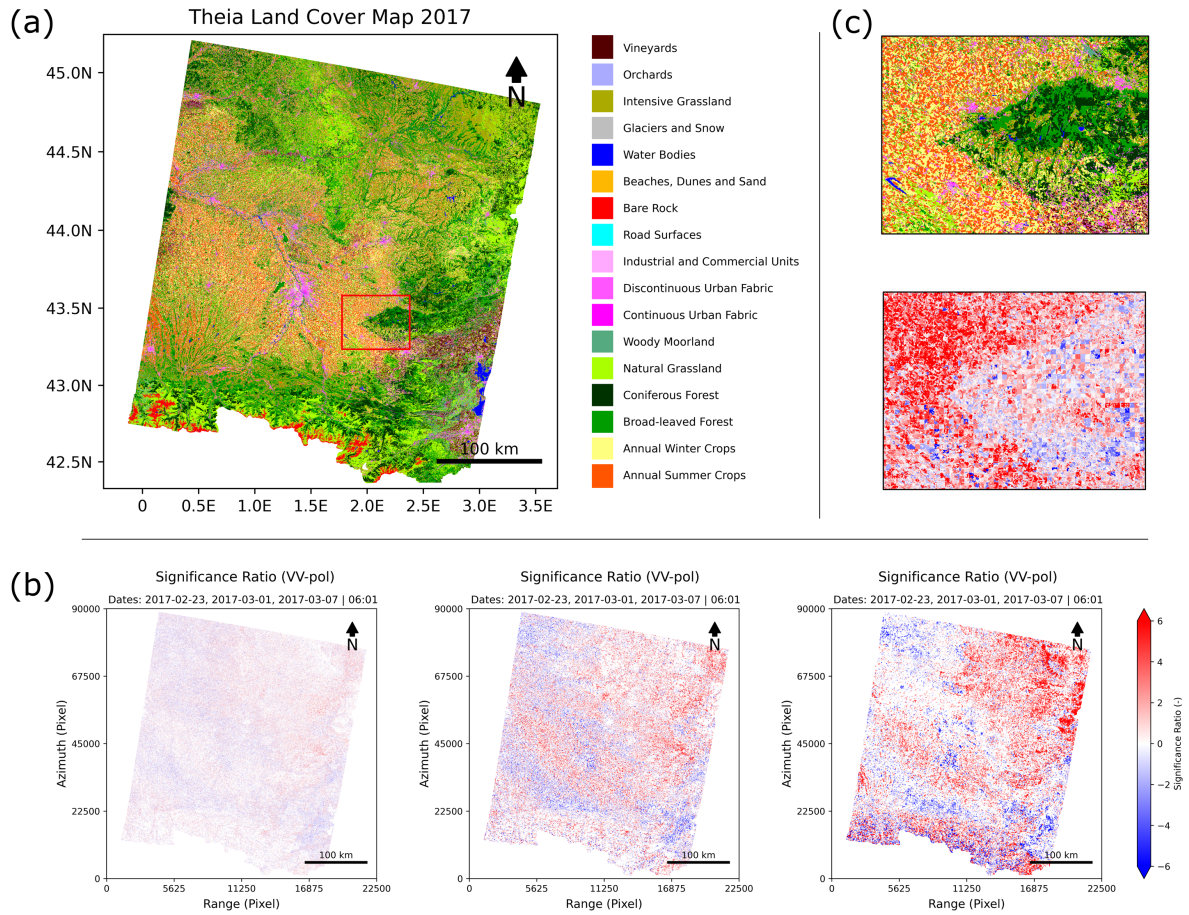 (a)
Theia Land Cover Map 2017
45.0N
44.5N
44.0N
43.5N
43.0N
42.5N
0 0.5E 1.0E 1.5E 2.0E 2.5E 3.0E 3.5E
N
100 km
Vineyards
Orchards
Intensive Grassland
Glaciers and Snow
Water Bodies
Beaches, Dunes and Sand
Bare Rock
Road Surfaces
Industrial and Commercial Units
Discontinuous Urban Fabric
Continuous Urban Fabric
Woody Moorland
Natural Grassland
Coniferous Forest
Broad-leaved Forest
Annual Winter Crops
Annual Summer Crops
(c)
(b)
Significance Ratio (VV-pol)
Dates: 2017-02-23, 2017-03-01, 2017-03-07 | 06:01
90000
67500
45000
22500
0
Azimuth (Pixel)
N
100 km
0 5625 11250 16875 22500
Range (Pixel)
Significance Ratio (VV-pol)
Dates: 2017-02-23, 2017-03-01, 2017-03-07 | 06:01
90000
67500
45000
22500
0
Azimuth (Pixel)
N
100 km
0 5625 11250 16875 22500
Range (Pixel)
Significance Ratio (VV-pol)
Dates: 2017-02-23, 2017-03-01, 2017-03-07 | 06:01
90000
67500
45000
22500
0
Azimuth (Pixel)
N
100 km
0 5625 11250 16875 22500
Range (Pixel)
6
4
2
0
−2
−4
−6
Significance Ratio (-)